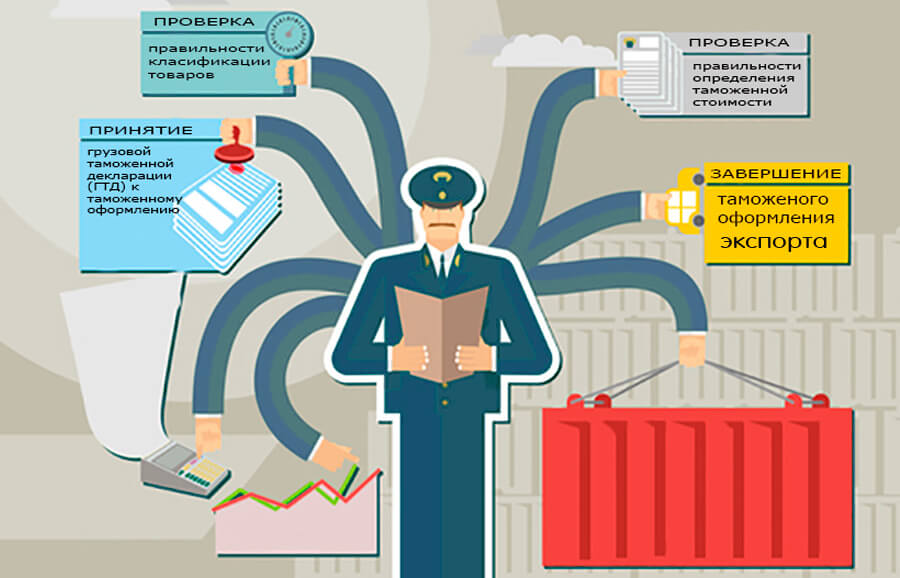 ПРОВЕРКА
правильности
класификации
товаров
ПРИНЯТИЕ
грузовой
таможенной
декларации
(ГТД) к
таможенному
оформлению
ПРОВЕРКА
правильности
определения
таможенной
стоимости
ЗАВЕРШЕНИЕ
таможеного
оформления
экспорта